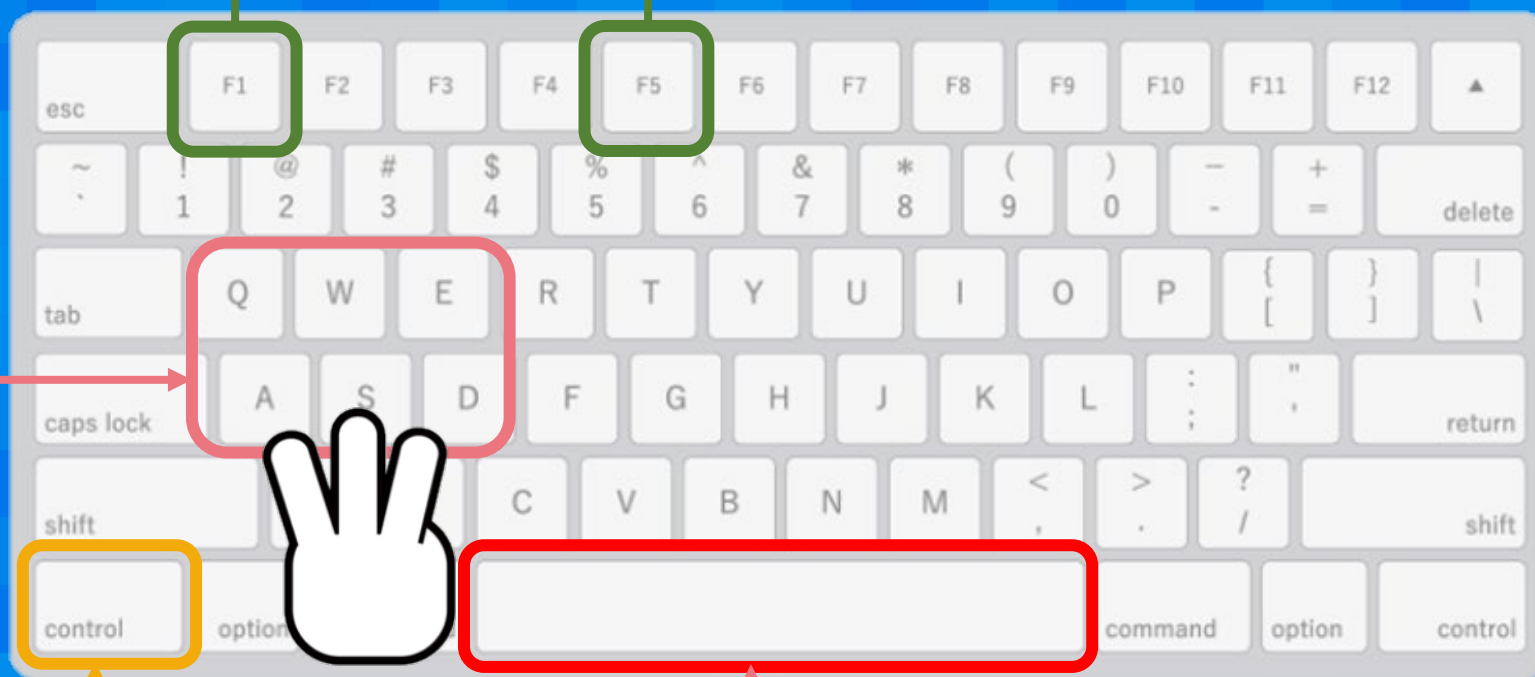 esc F1 F2 F3 F4 F5 F6 F7 F8 F9 F10 F11 F12 ▲
~ ! @ # $ % ^ & * ( ) — +
` 1 2 3 4 5 6 7 8 9 0 - = delete
tab Q W E R T Y U I O P { } |
[ ] \
caps lock A S D F G H J K L : "
; ' return
shift C V B N M < > ?
, . / shift
control option command option control